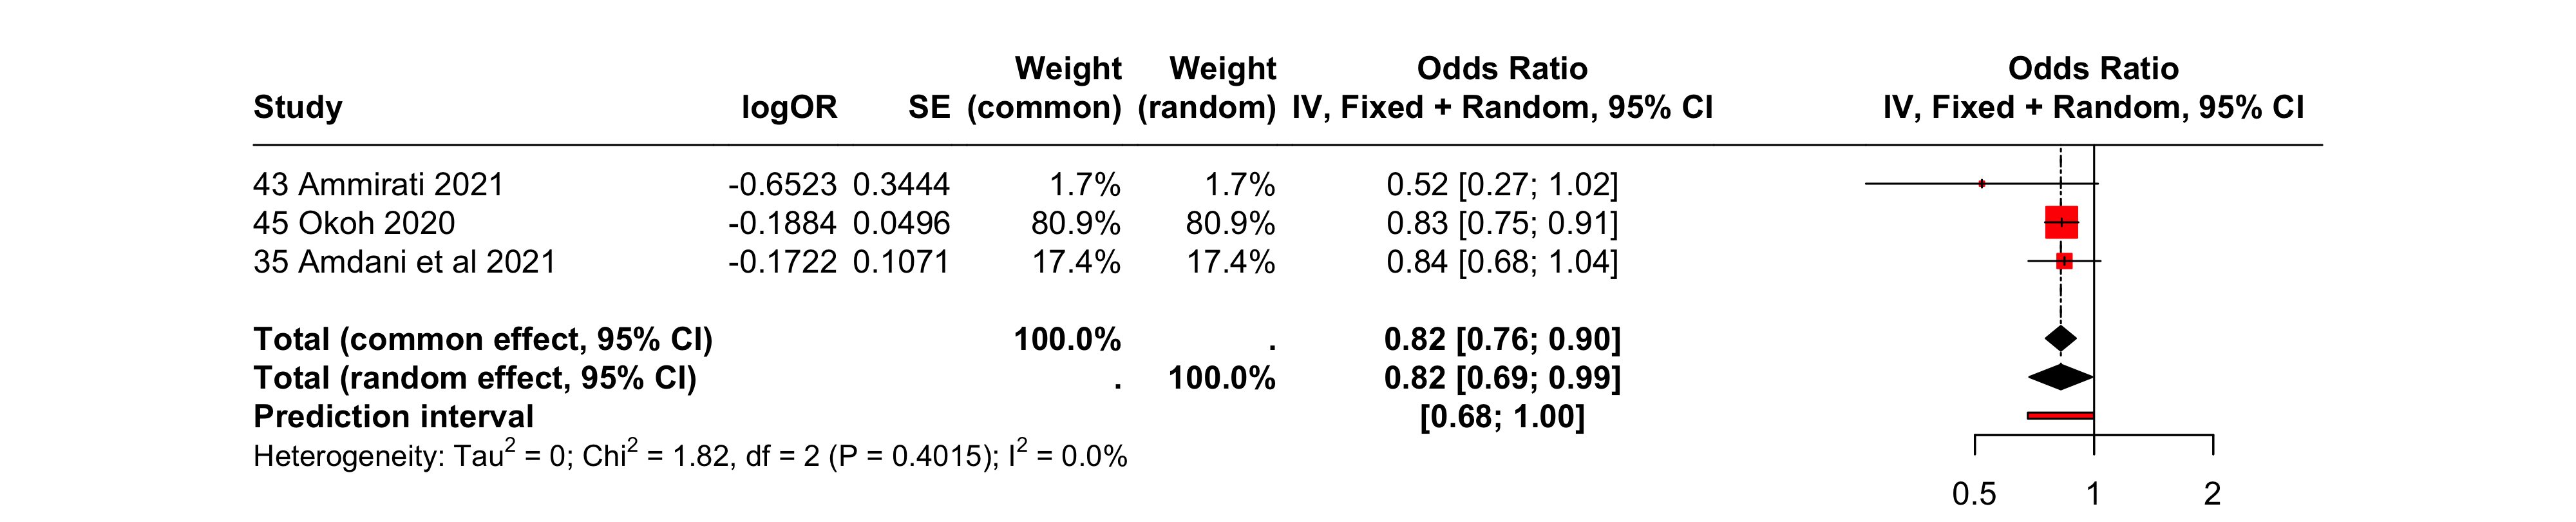 Weight Weight Odds Ratio Odds Ratio
Study logOR SE (common) (random) IV, Fixed + Random, 95% CI IV, Fixed + Random, 95% CI
43 Ammirati 2021 -0.6523 0.3444 1.7% 1.7% 0.52 [0.27; 1.02]
45 Okoh 2020 -0.1884 0.0496 80.9% 80.9% 0.83 [0.75; 0.91]
35 Amdani et al 2021 -0.1722 0.1071 17.4% 17.4% 0.84 [0.68; 1.04]
Total (common effect, 95% CI) 100.0% . 0.82 [0.76; 0.90]
Total (random effect, 95% CI) . 100.0% 0.82 [0.69; 0.99]
Prediction interval [0.68; 1.00]
Heterogeneity: Tau² = 0; Chi² = 1.82, df = 2 (P = 0.4015); I² = 0.0%
0.5 1 2